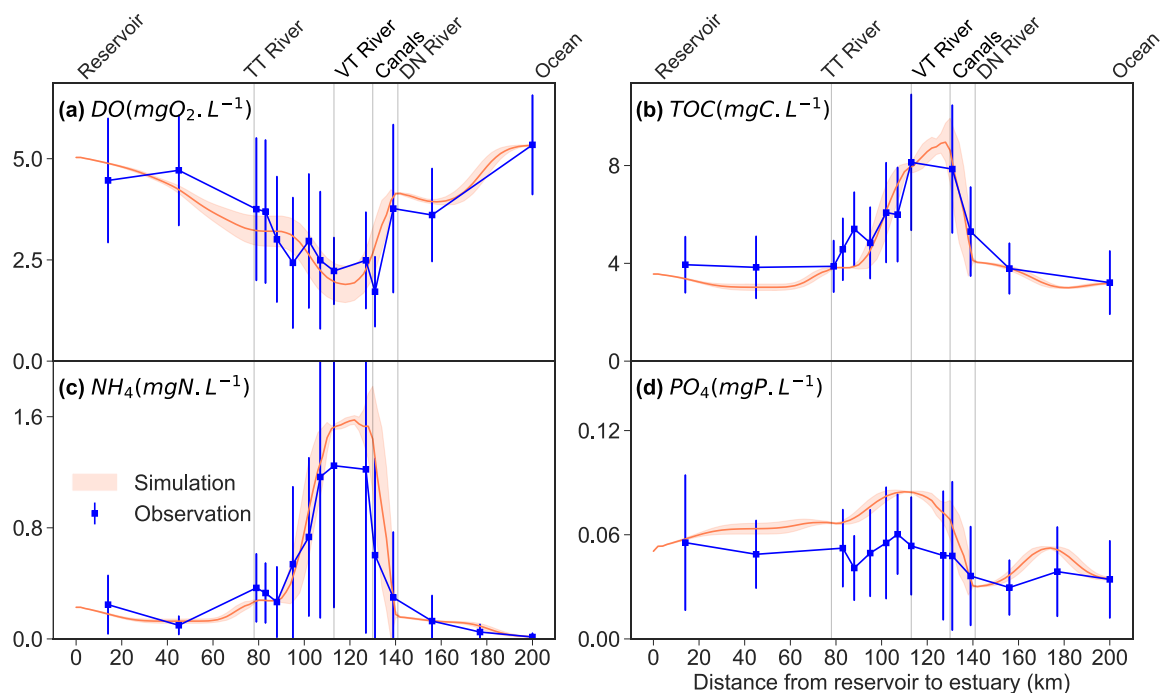 Reservoir
TT River
VT River
Canals
DN River
Ocean
Reservoir
TT River
VT River
Canals
DN River
Ocean
(a) DO(mgO₂.L⁻¹)
5.0
2.5
0.0
(b) TOC(mgC.L⁻¹)
8
4
0
(c) NH₄(mgN.L⁻¹)
1.6
0.8
0.0
Simulation
Observation
0 20 40 60 80 100 120 140 160 180 200
(d) PO₄(mgP.L⁻¹)
0.12
0.06
0.00
0 20 40 60 80 100 120 140 160 180 200
Distance from reservoir to estuary (km)